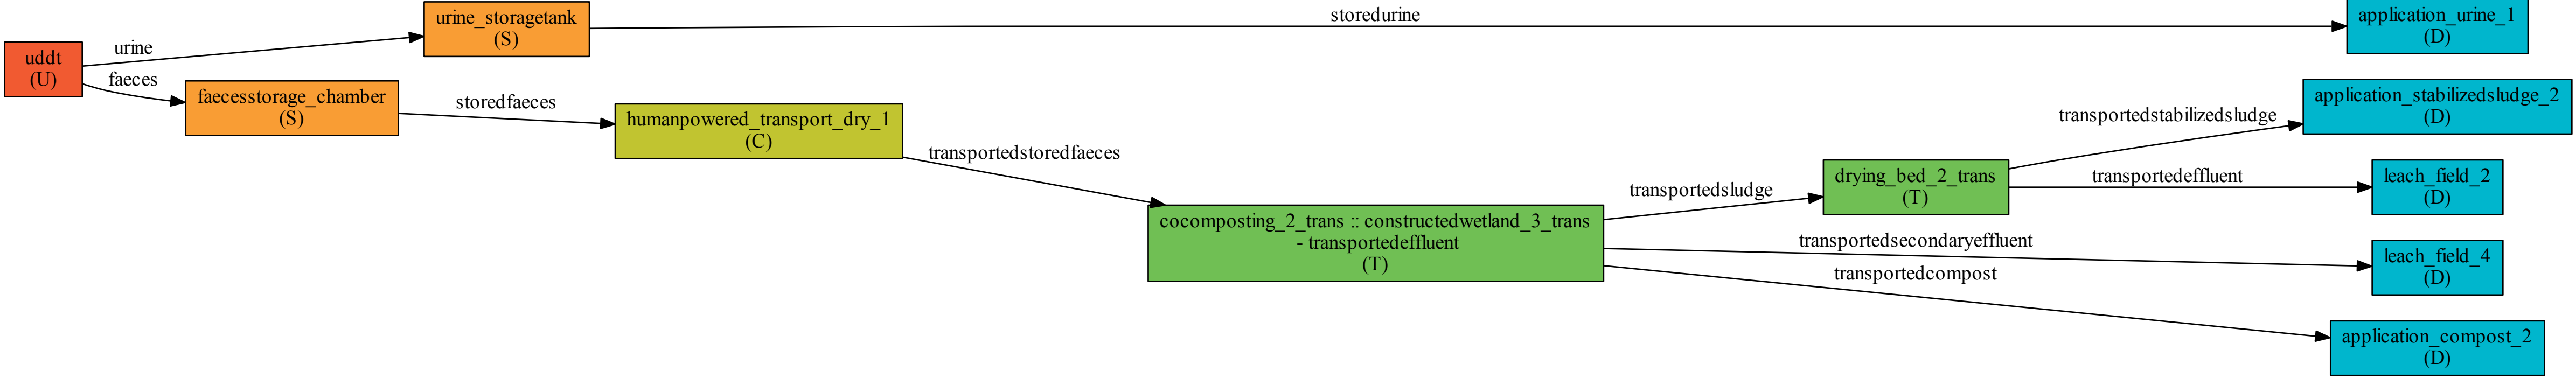 uddt
(U)
urine
faeces
urine_storagetank
(S)
faecesstorage_chamber
(S)
storedurine
storedfaeces
humanpowered_transport_dry_1
(C)
transportedstoredfaeces
cocomposting_2_trans :: constructedwetland_3_trans
- transportedeffluent
(T)
transportedsludge
transportedsecondaryeffluent
transportedcompost
drying_bed_2_trans
(T)
transportedstabilizedsludge
transportedeffluent
application_urine_1
(D)
application_stabilizedsludge_2
(D)
leach_field_2
(D)
leach_field_4
(D)
application_compost_2
(D)